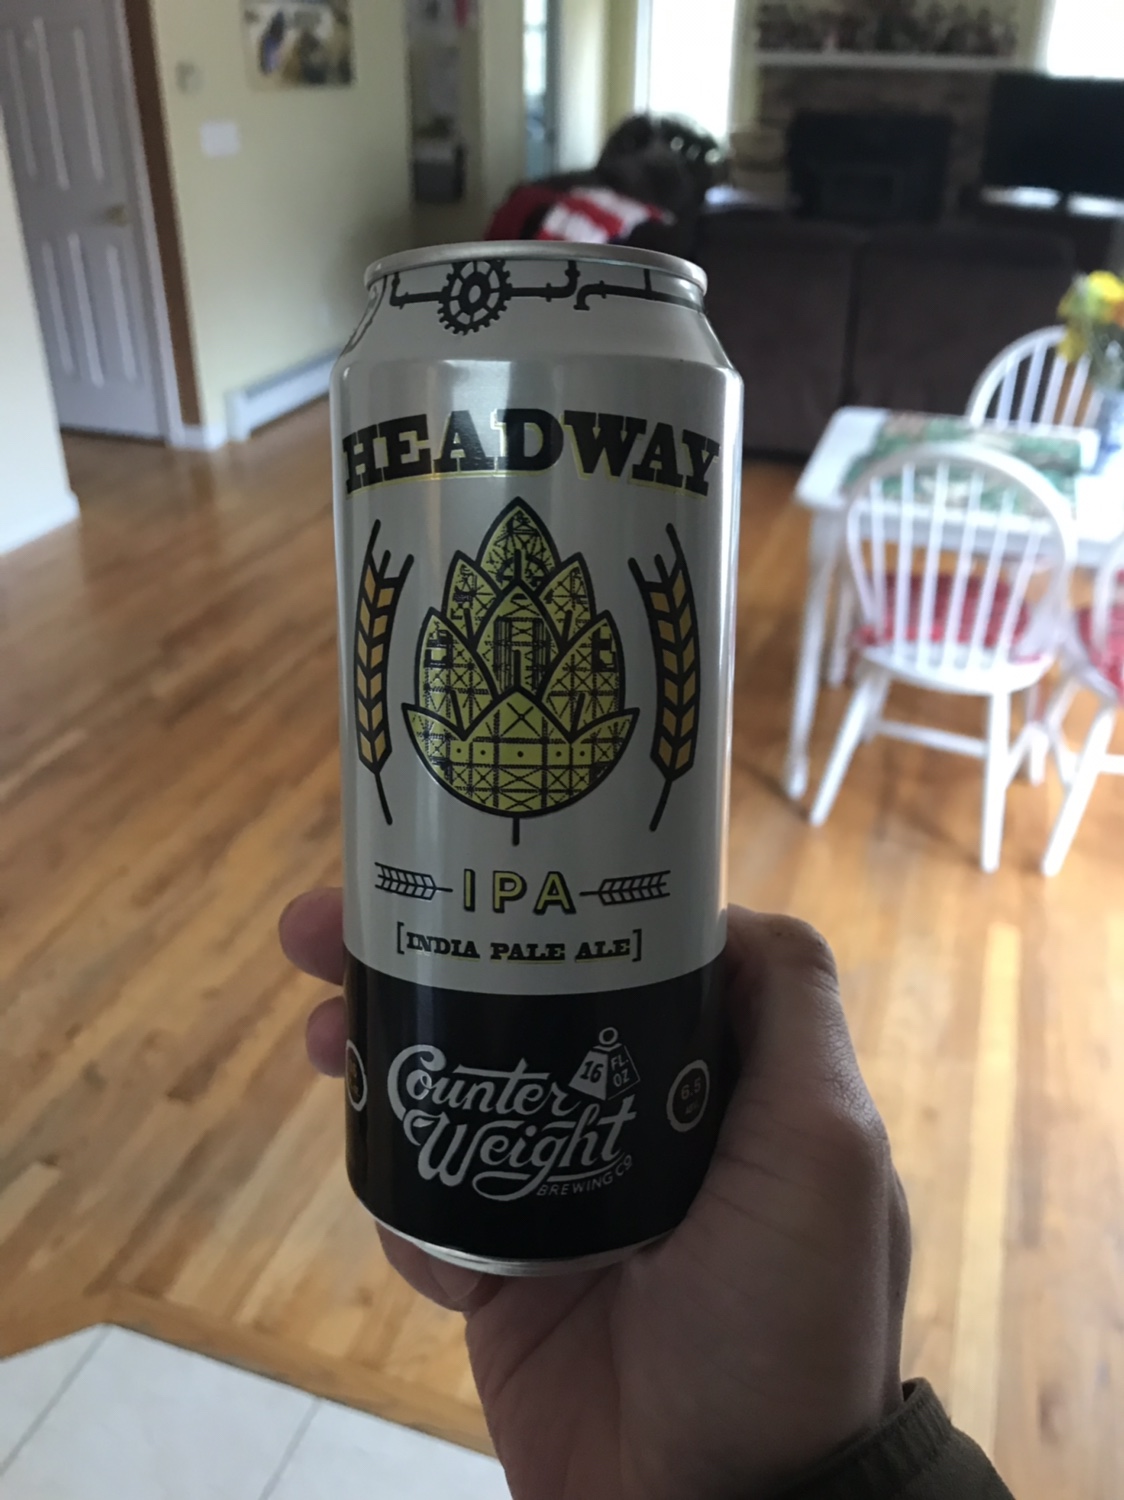 HEADWAY
IPA
[INDIA PALE ALE]
16 FL. OZ
Counter
Weight
BREWING CO.
6.5